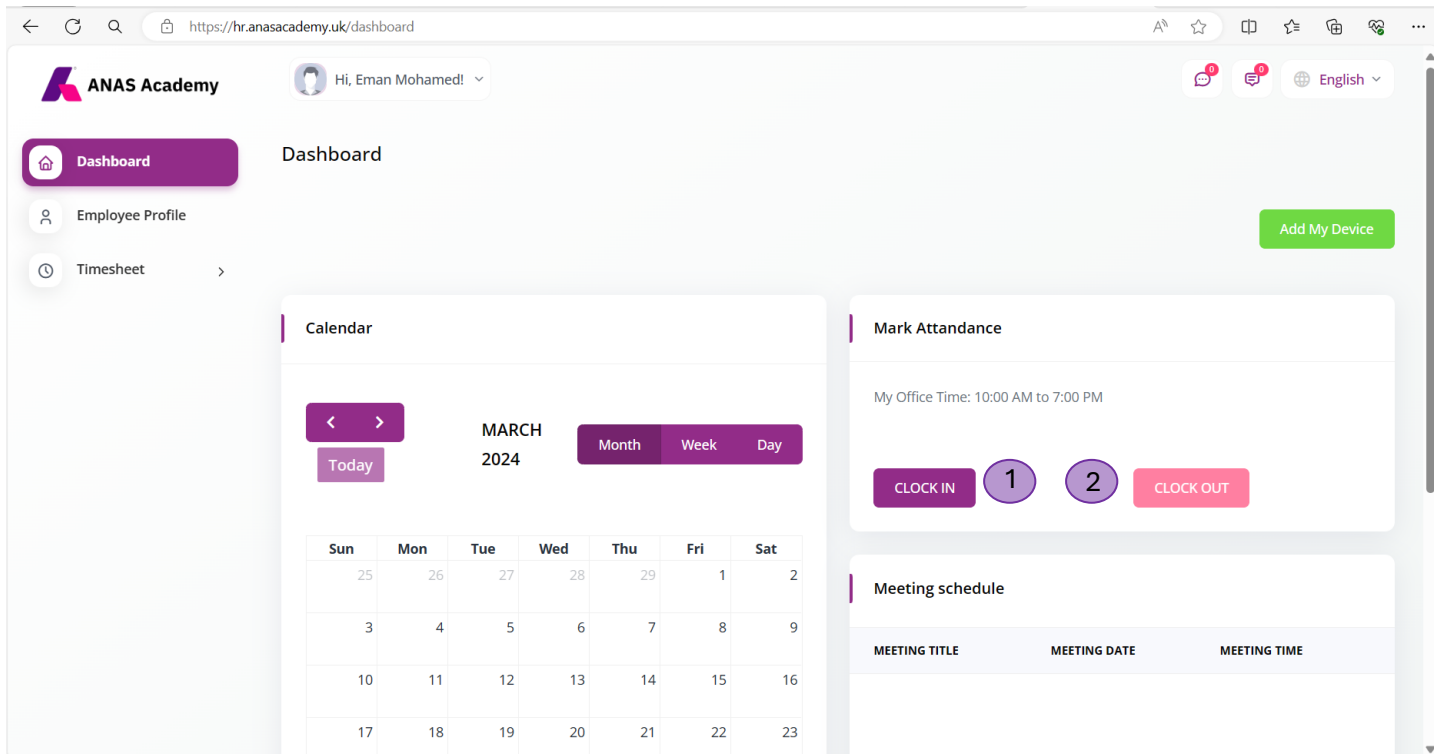 https://hr.anasacademy.uk/dashboard
ANAS Academy
Hi, Eman Mohamed!
0
0
English
Dashboard
Employee Profile
Timesheet
Dashboard
Add My Device
Calendar
MARCH
2024
Today
Month Week Day
Sun Mon Tue Wed Thu Fri Sat
25 26 27 28 29 1 2
3 4 5 6 7 8 9
10 11 12 13 14 15 16
17 18 19 20 21 22 23
Mark Attandance
My Office Time: 10:00 AM to 7:00 PM
CLOCK IN 1 2 CLOCK OUT
Meeting schedule
MEETING TITLE MEETING DATE MEETING TIME